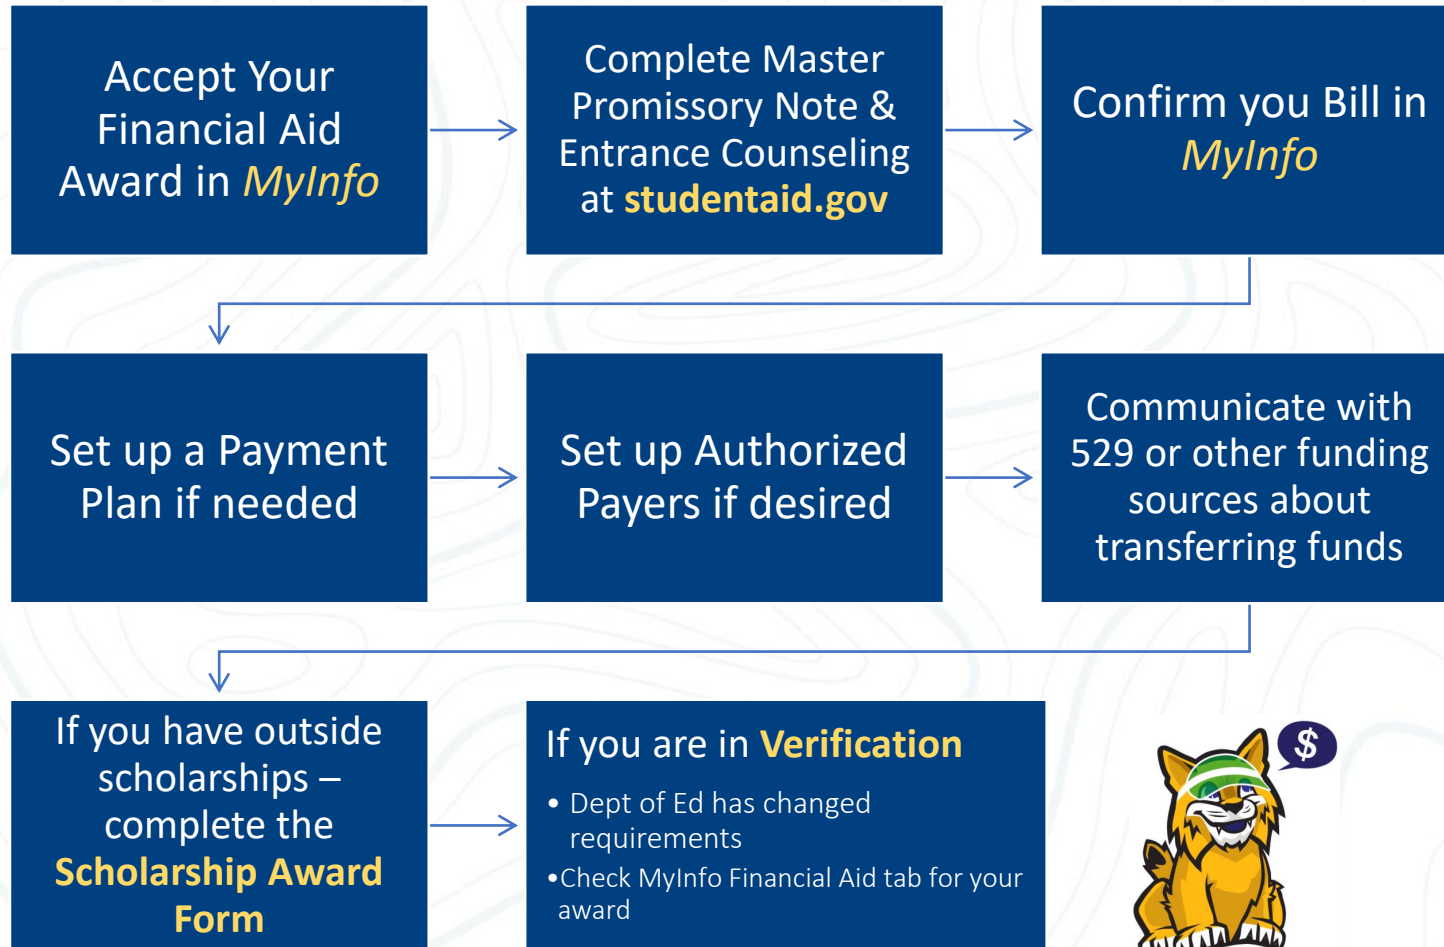 Accept Your
Financial Aid
Award in MyInfo
Complete Master
Promissory Note &
Entrance Counseling
at studentaid.gov
Confirm you Bill in
MyInfo
Set up a Payment
Plan if needed
Set up Authorized
Payers if desired
Communicate with
529 or other funding
sources about
transferring funds
If you have outside
scholarships –
complete the
Scholarship Award
Form
If you are in Verification
• Dept of Ed has changed
requirements
•Check MyInfo Financial Aid tab for your
award
$